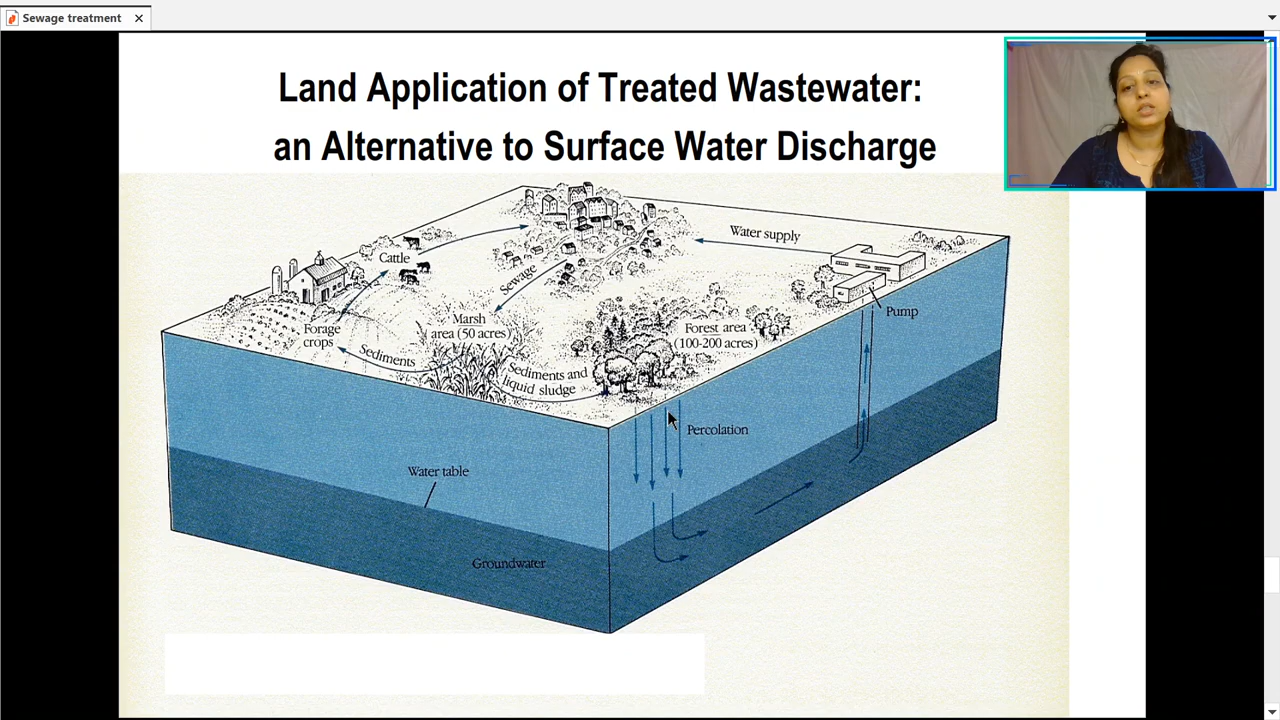 Sewage treatment
Land Application of Treated Wastewater:
an Alternative to Surface Water Discharge
Water supply
Cattle
Sewage
Pump
Marsh
area (50 acres)
Forest area
(100-200 acres)
Forage
crops
Sediments
Sediments and
liquid sludge
Percolation
Water table
Groundwater